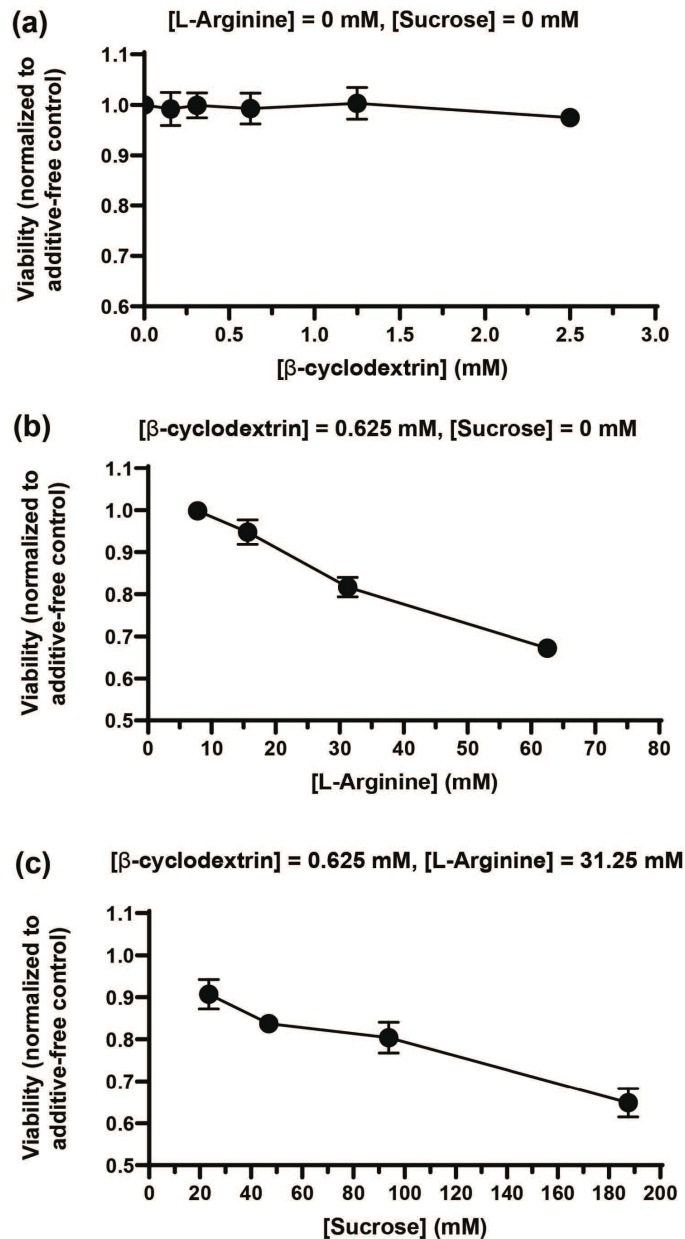 (a) [L-Arginine] = 0 mM, [Sucrose] = 0 mM
Viability (normalized to
additive-free control)
1.1
1.0
0.9
0.8
0.7
0.6
0.0 0.5 1.0 1.5 2.0 2.5 3.0
[β-cyclodextrin] (mM)
(b) [β-cyclodextrin] = 0.625 mM, [Sucrose] = 0 mM
Viability (normalized to
additive-free control)
1.1
1.0
0.9
0.8
0.7
0.6
0.5
0 10 20 30 40 50 60 70 80
[L-Arginine] (mM)
(c) [β-cyclodextrin] = 0.625 mM, [L-Arginine] = 31.25 mM
Viability (normalized to
additive-free control)
1.1
1.0
0.9
0.8
0.7
0.6
0.5
0 20 40 60 80 100 120 140 160 180 200
[Sucrose] (mM)